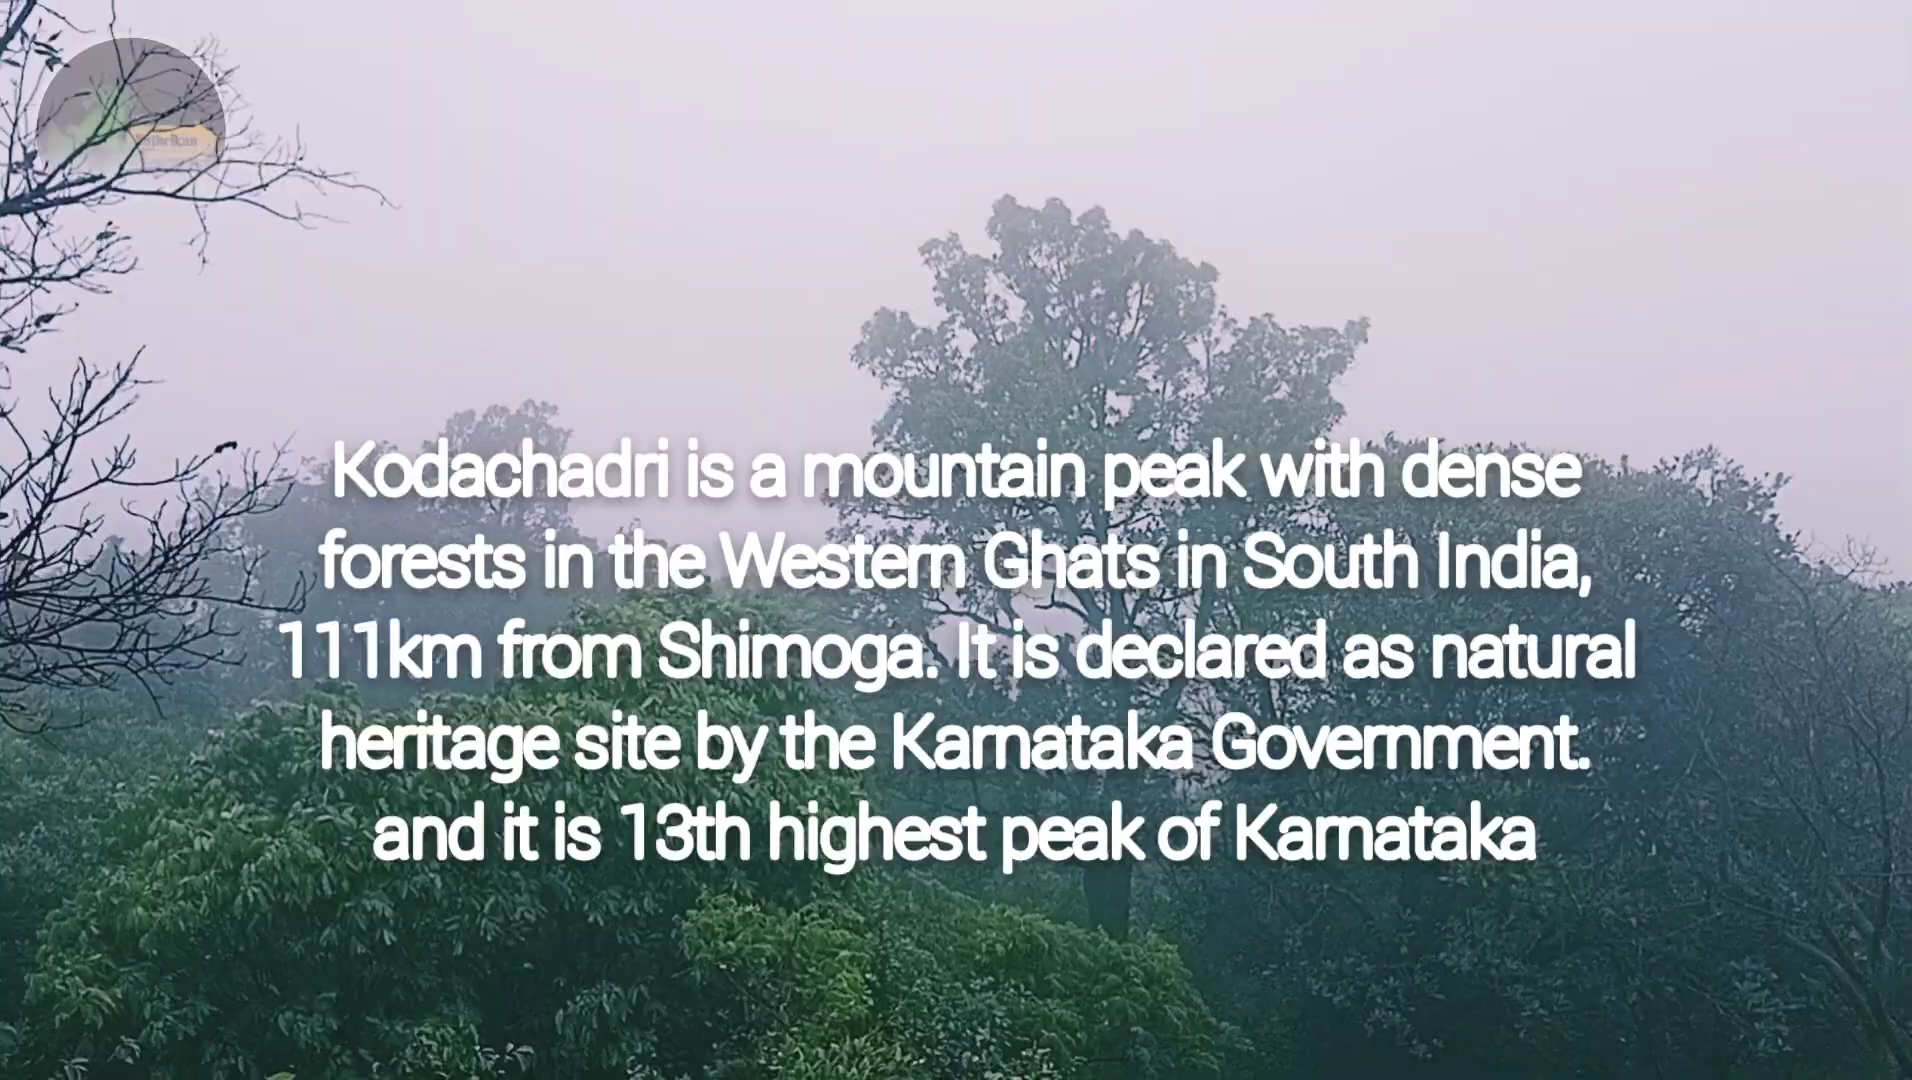 Kodachadri is a mountain peak with dense
forests in the Western Ghats in South India,
111km from Shimoga. It is declared as natural
heritage site by the Karnataka Government.
and it is 13th highest peak of Karnataka